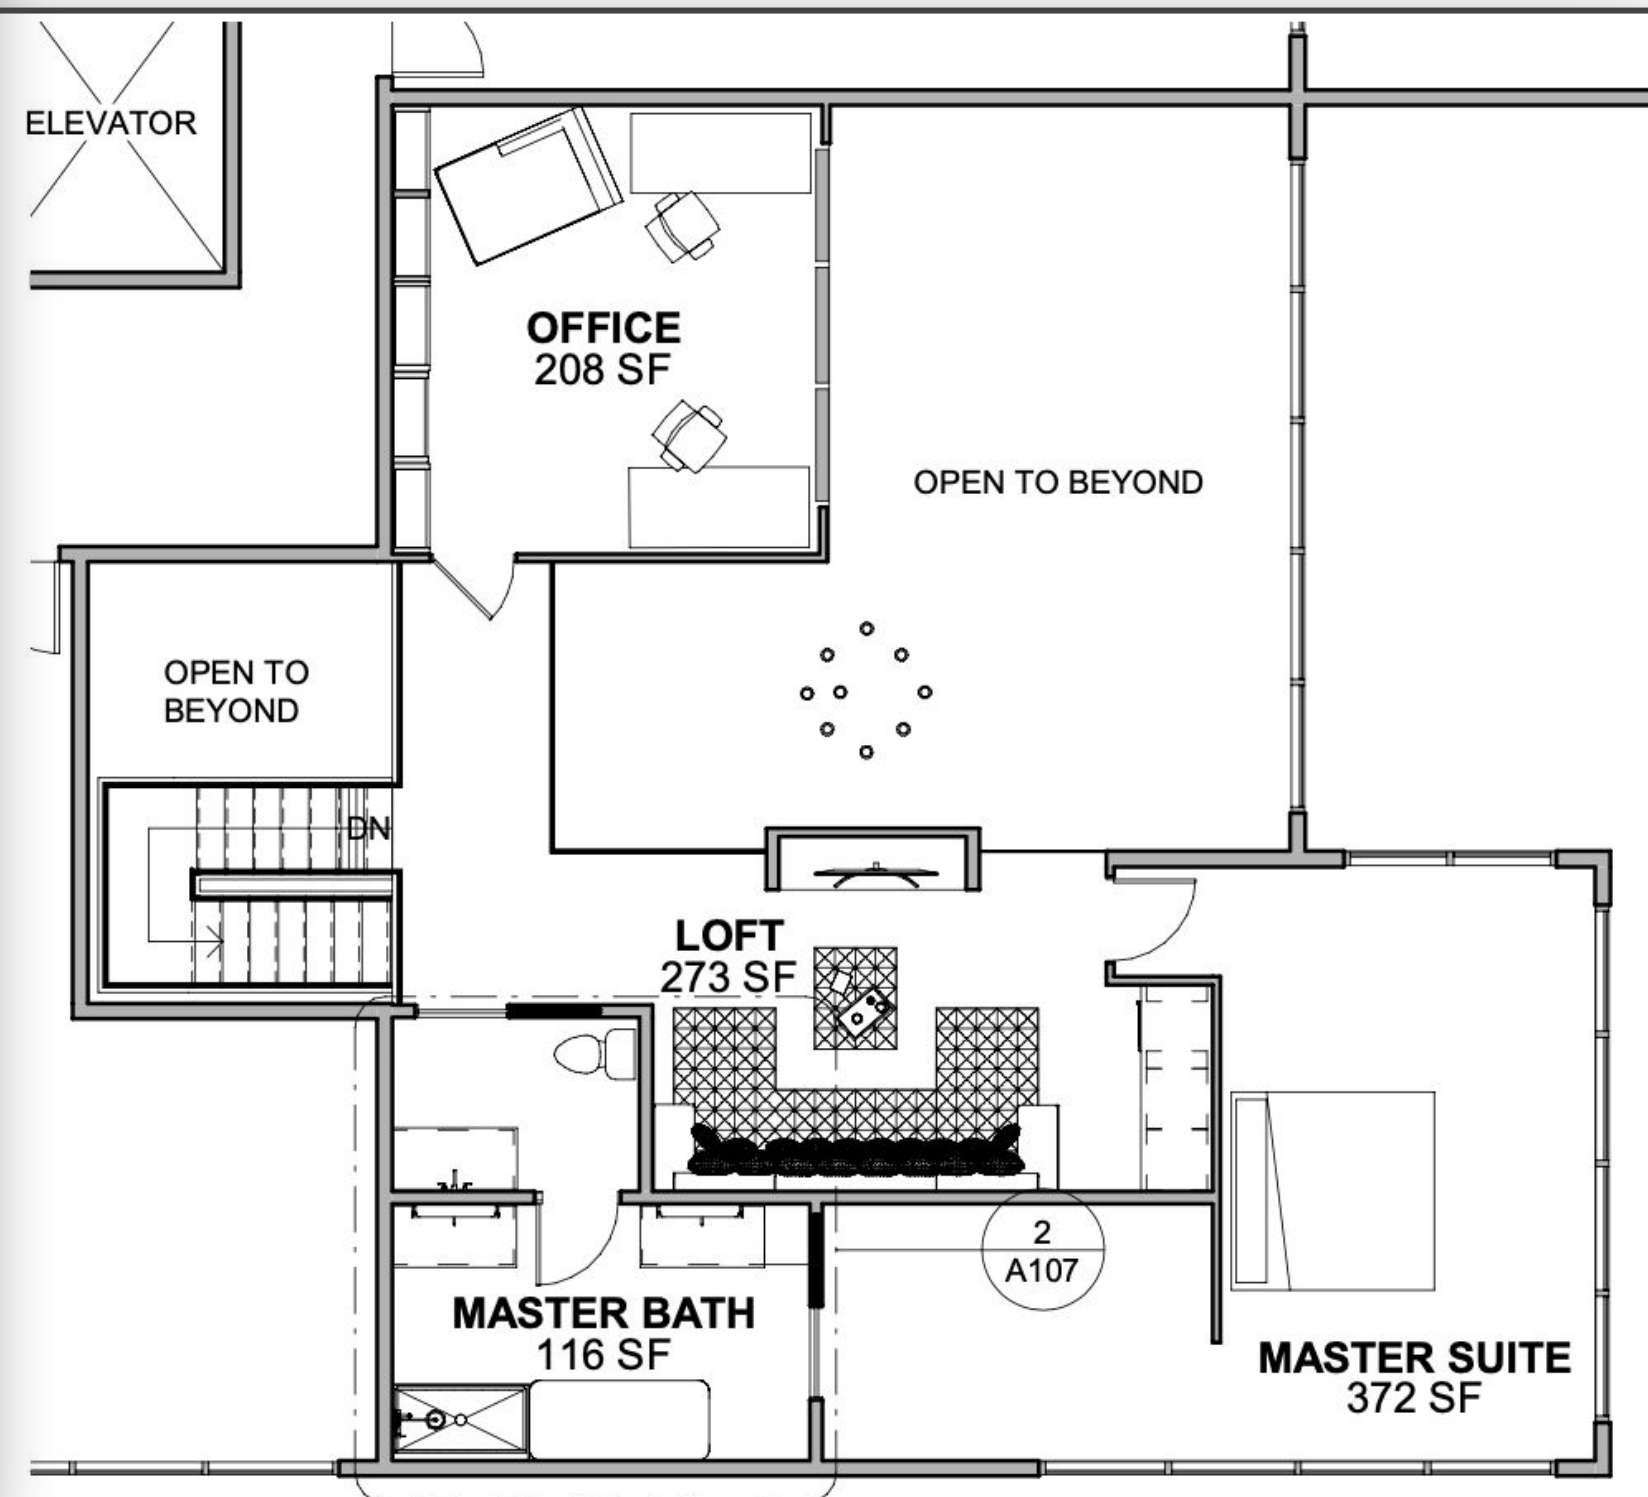 ELEVATOR
OFFICE
208 SF
OPEN TO BEYOND
OPEN TO
BEYOND
DN
LOFT
273 SF
2
A107
MASTER BATH
116 SF
MASTER SUITE
372 SF